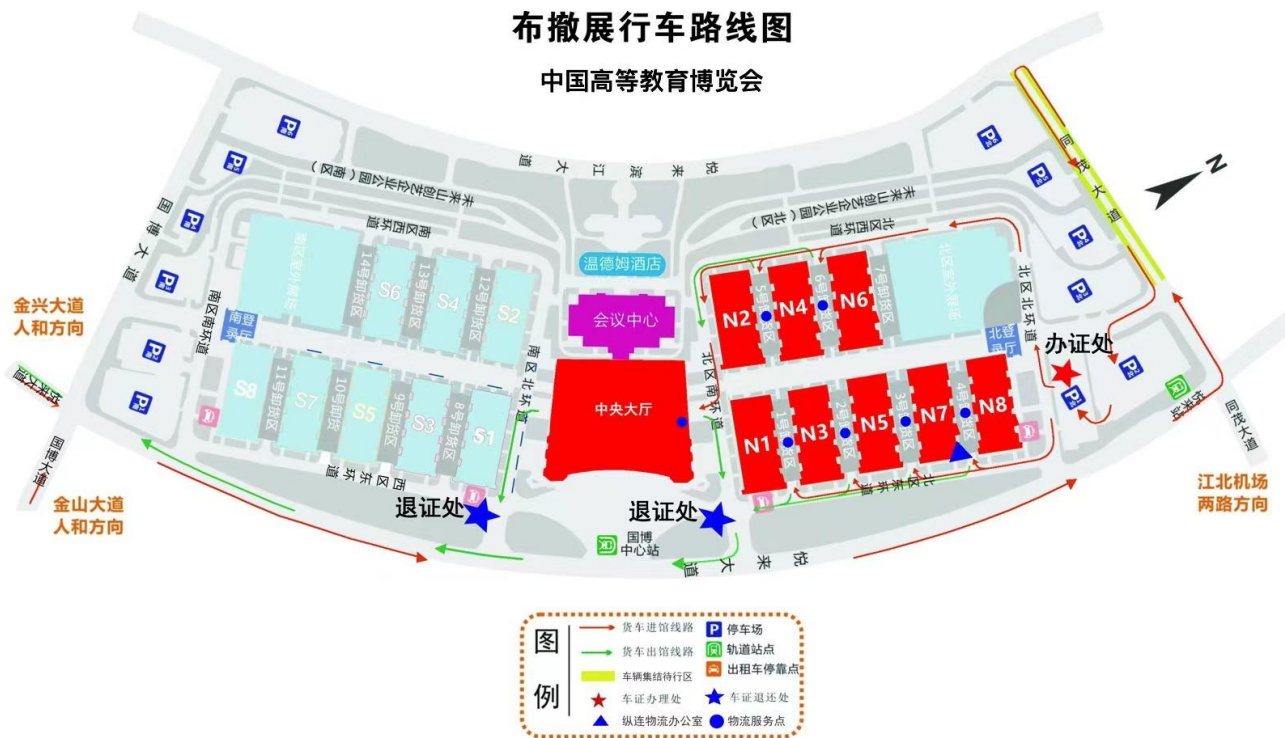 布撤展行车路线图
中国高等教育博览会
悦来滨江大道
未来山创艺企业公园（南区）
未来山创艺企业公园（北区）
南区西环道
北区西环道
同茂大道
N
国博大道
温德姆酒店
会议中心
中央大厅
南区室外展场
14号卸货区
S6
13号卸货区
S4
12号卸货区
S2
N2
5号卸货区
N4
6号卸货区
N6
7号卸货区
北区室外展场
北区北环道
北登录厅
办证处
南区南环道
南登录厅
金兴大道
人和方向
S8
11号卸货区
S7
10号卸货区
S5
9号卸货区
S3
8号卸货区
S1
南区北环道
北区南环道
N1
1号卸货区
N3
2号卸货区
N5
3号卸货区
N7
4号卸货区
N8
悦来站
同茂大道
江北机场
两路方向
国博大道
金山大道
人和方向
西区东环道
北区东环道
退证处
退证处
国博
中心站
悦来大道
图例
货车进馆线路
P 停车场
货车出馆线路
轨道站点
车辆集结待行区
出租车停靠点
车证办理处
车证退还处
纵连物流办公室
物流服务点